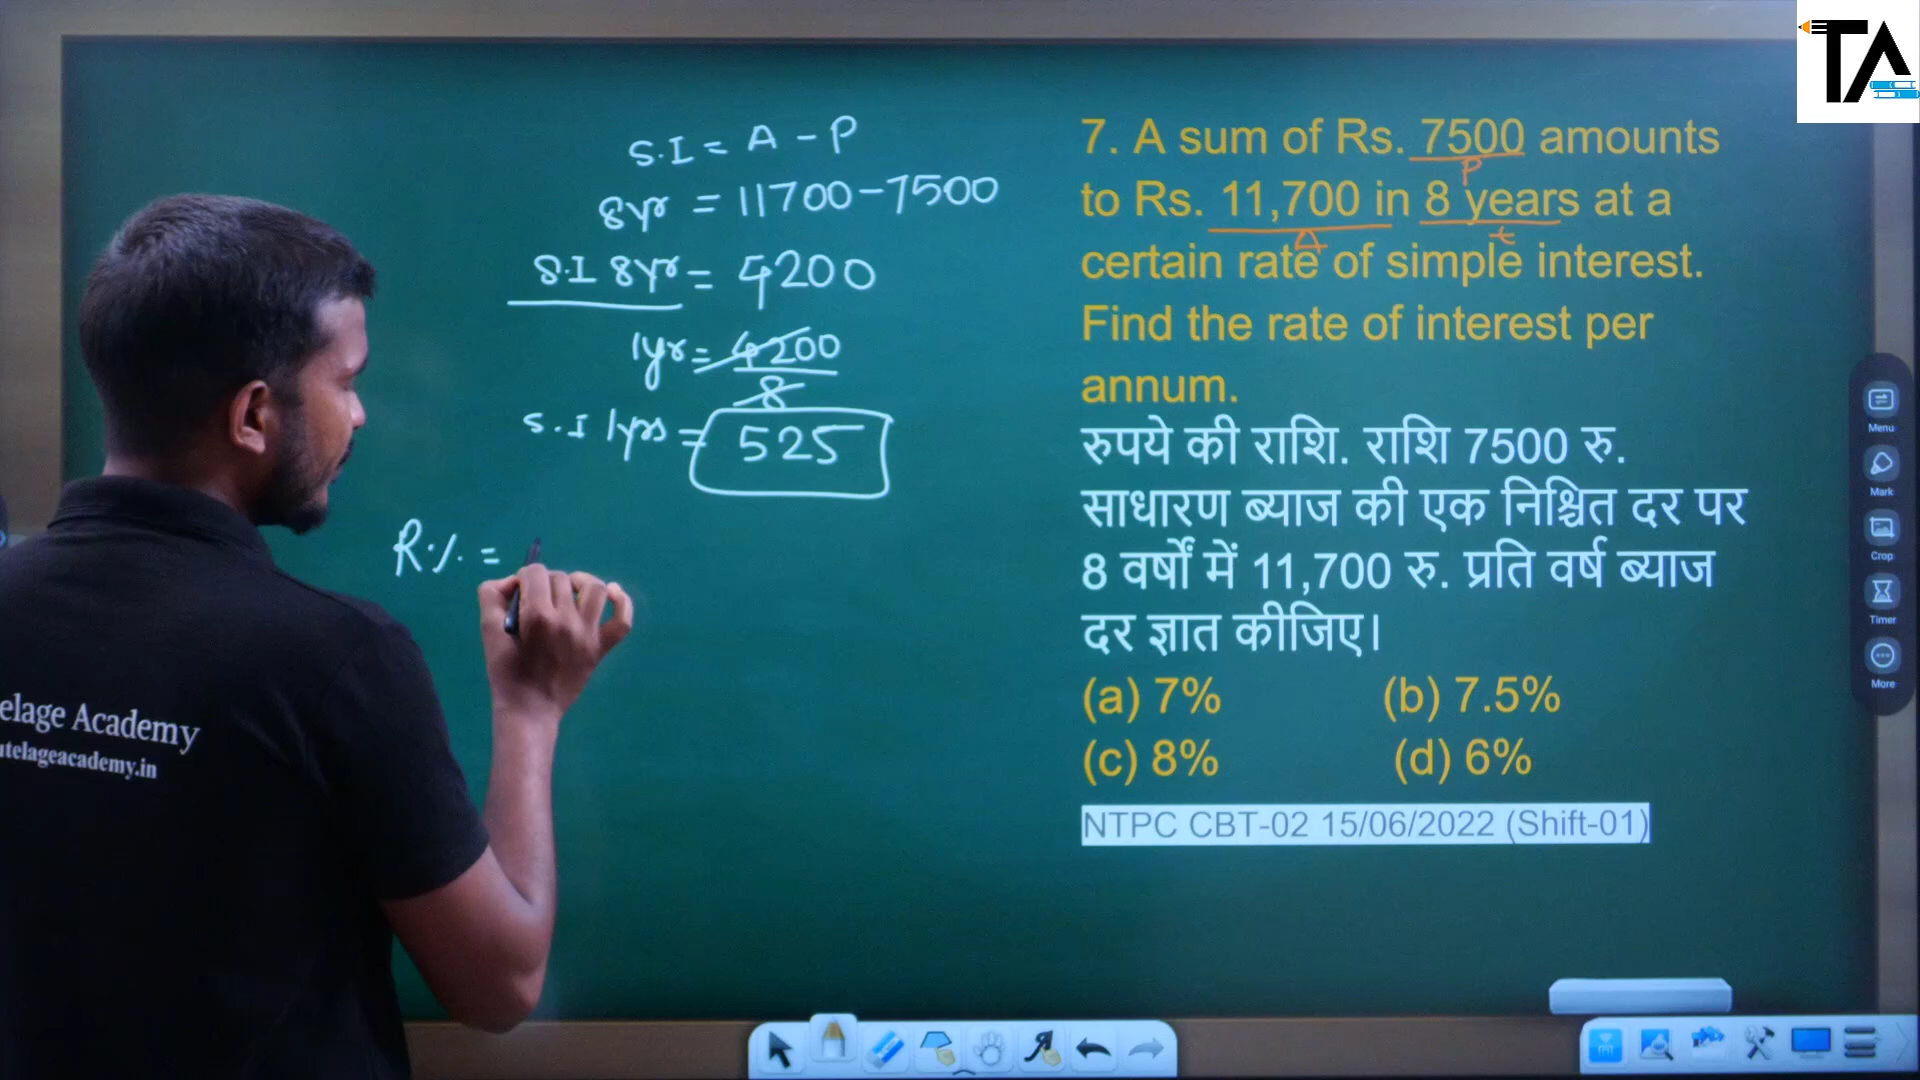 TA
S.I = A - P
8yr = 11700-7500
S.I 8yr = 4200
1yr = 4200
8
S.I 1yrs = 525
R·/. =
7. A sum of Rs. 7500 amounts
P
to Rs. 11,700 in 8 years at a
A t
certain rate of simple interest.
Find the rate of interest per
annum.
रुपये की राशि. राशि 7500 रु.
साधारण ब्याज की एक निश्चित दर पर
8 वर्षों में 11,700 रु. प्रति वर्ष ब्याज
दर ज्ञात कीजिए।
(a) 7% (b) 7.5%
(c) 8% (d) 6%
NTPC CBT-02 15/06/2022 (Shift-01)
elage Academy
telageacademy.in
Menu
Mark
Crop
Timer
More